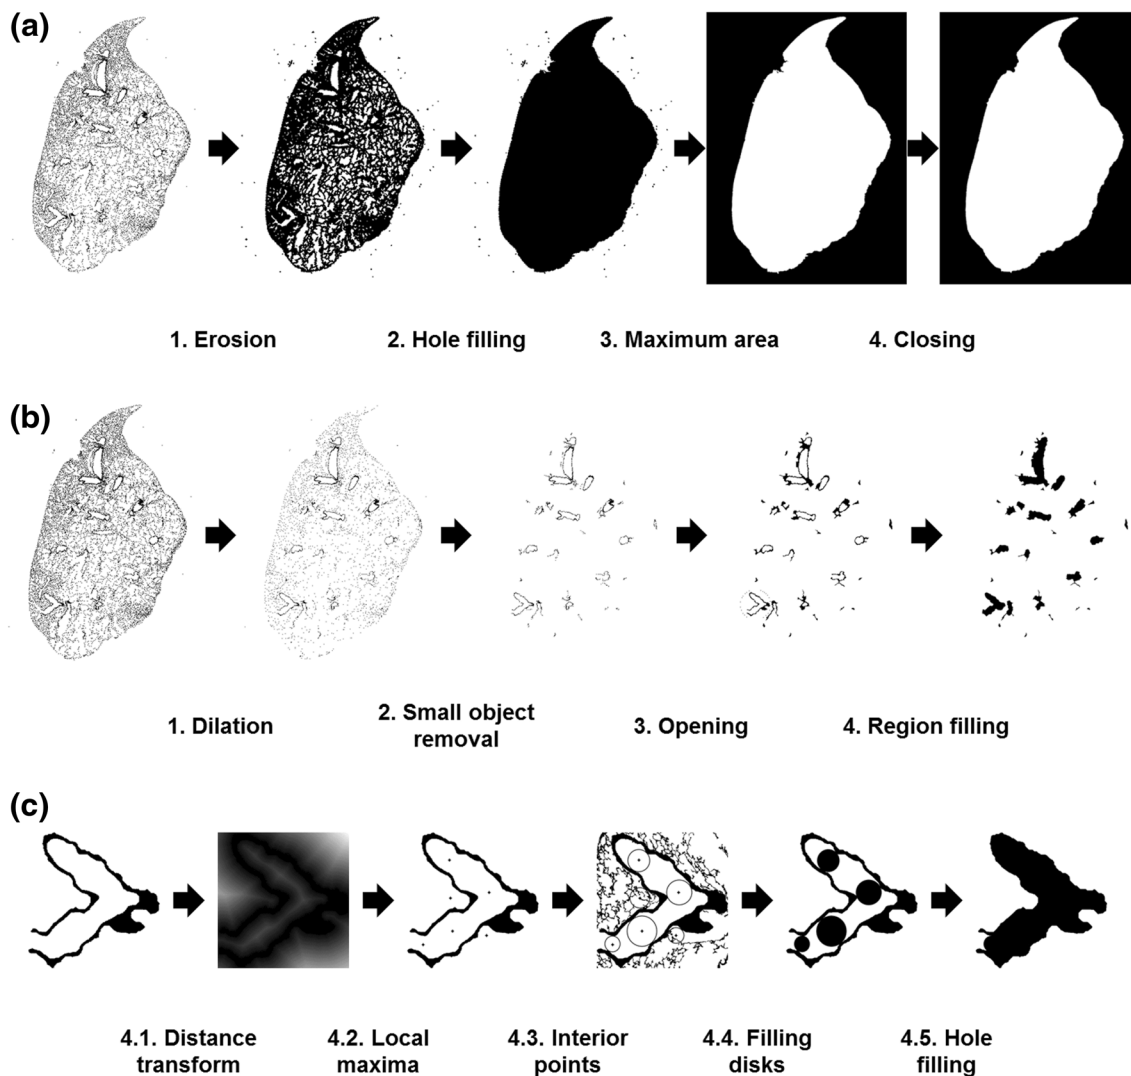 (a)
1. Erosion 2. Hole filling 3. Maximum area 4. Closing
(b)
1. Dilation 2. Small object removal 3. Opening 4. Region filling
(c)
4.1. Distance transform 4.2. Local maxima 4.3. Interior points 4.4. Filling disks 4.5. Hole filling